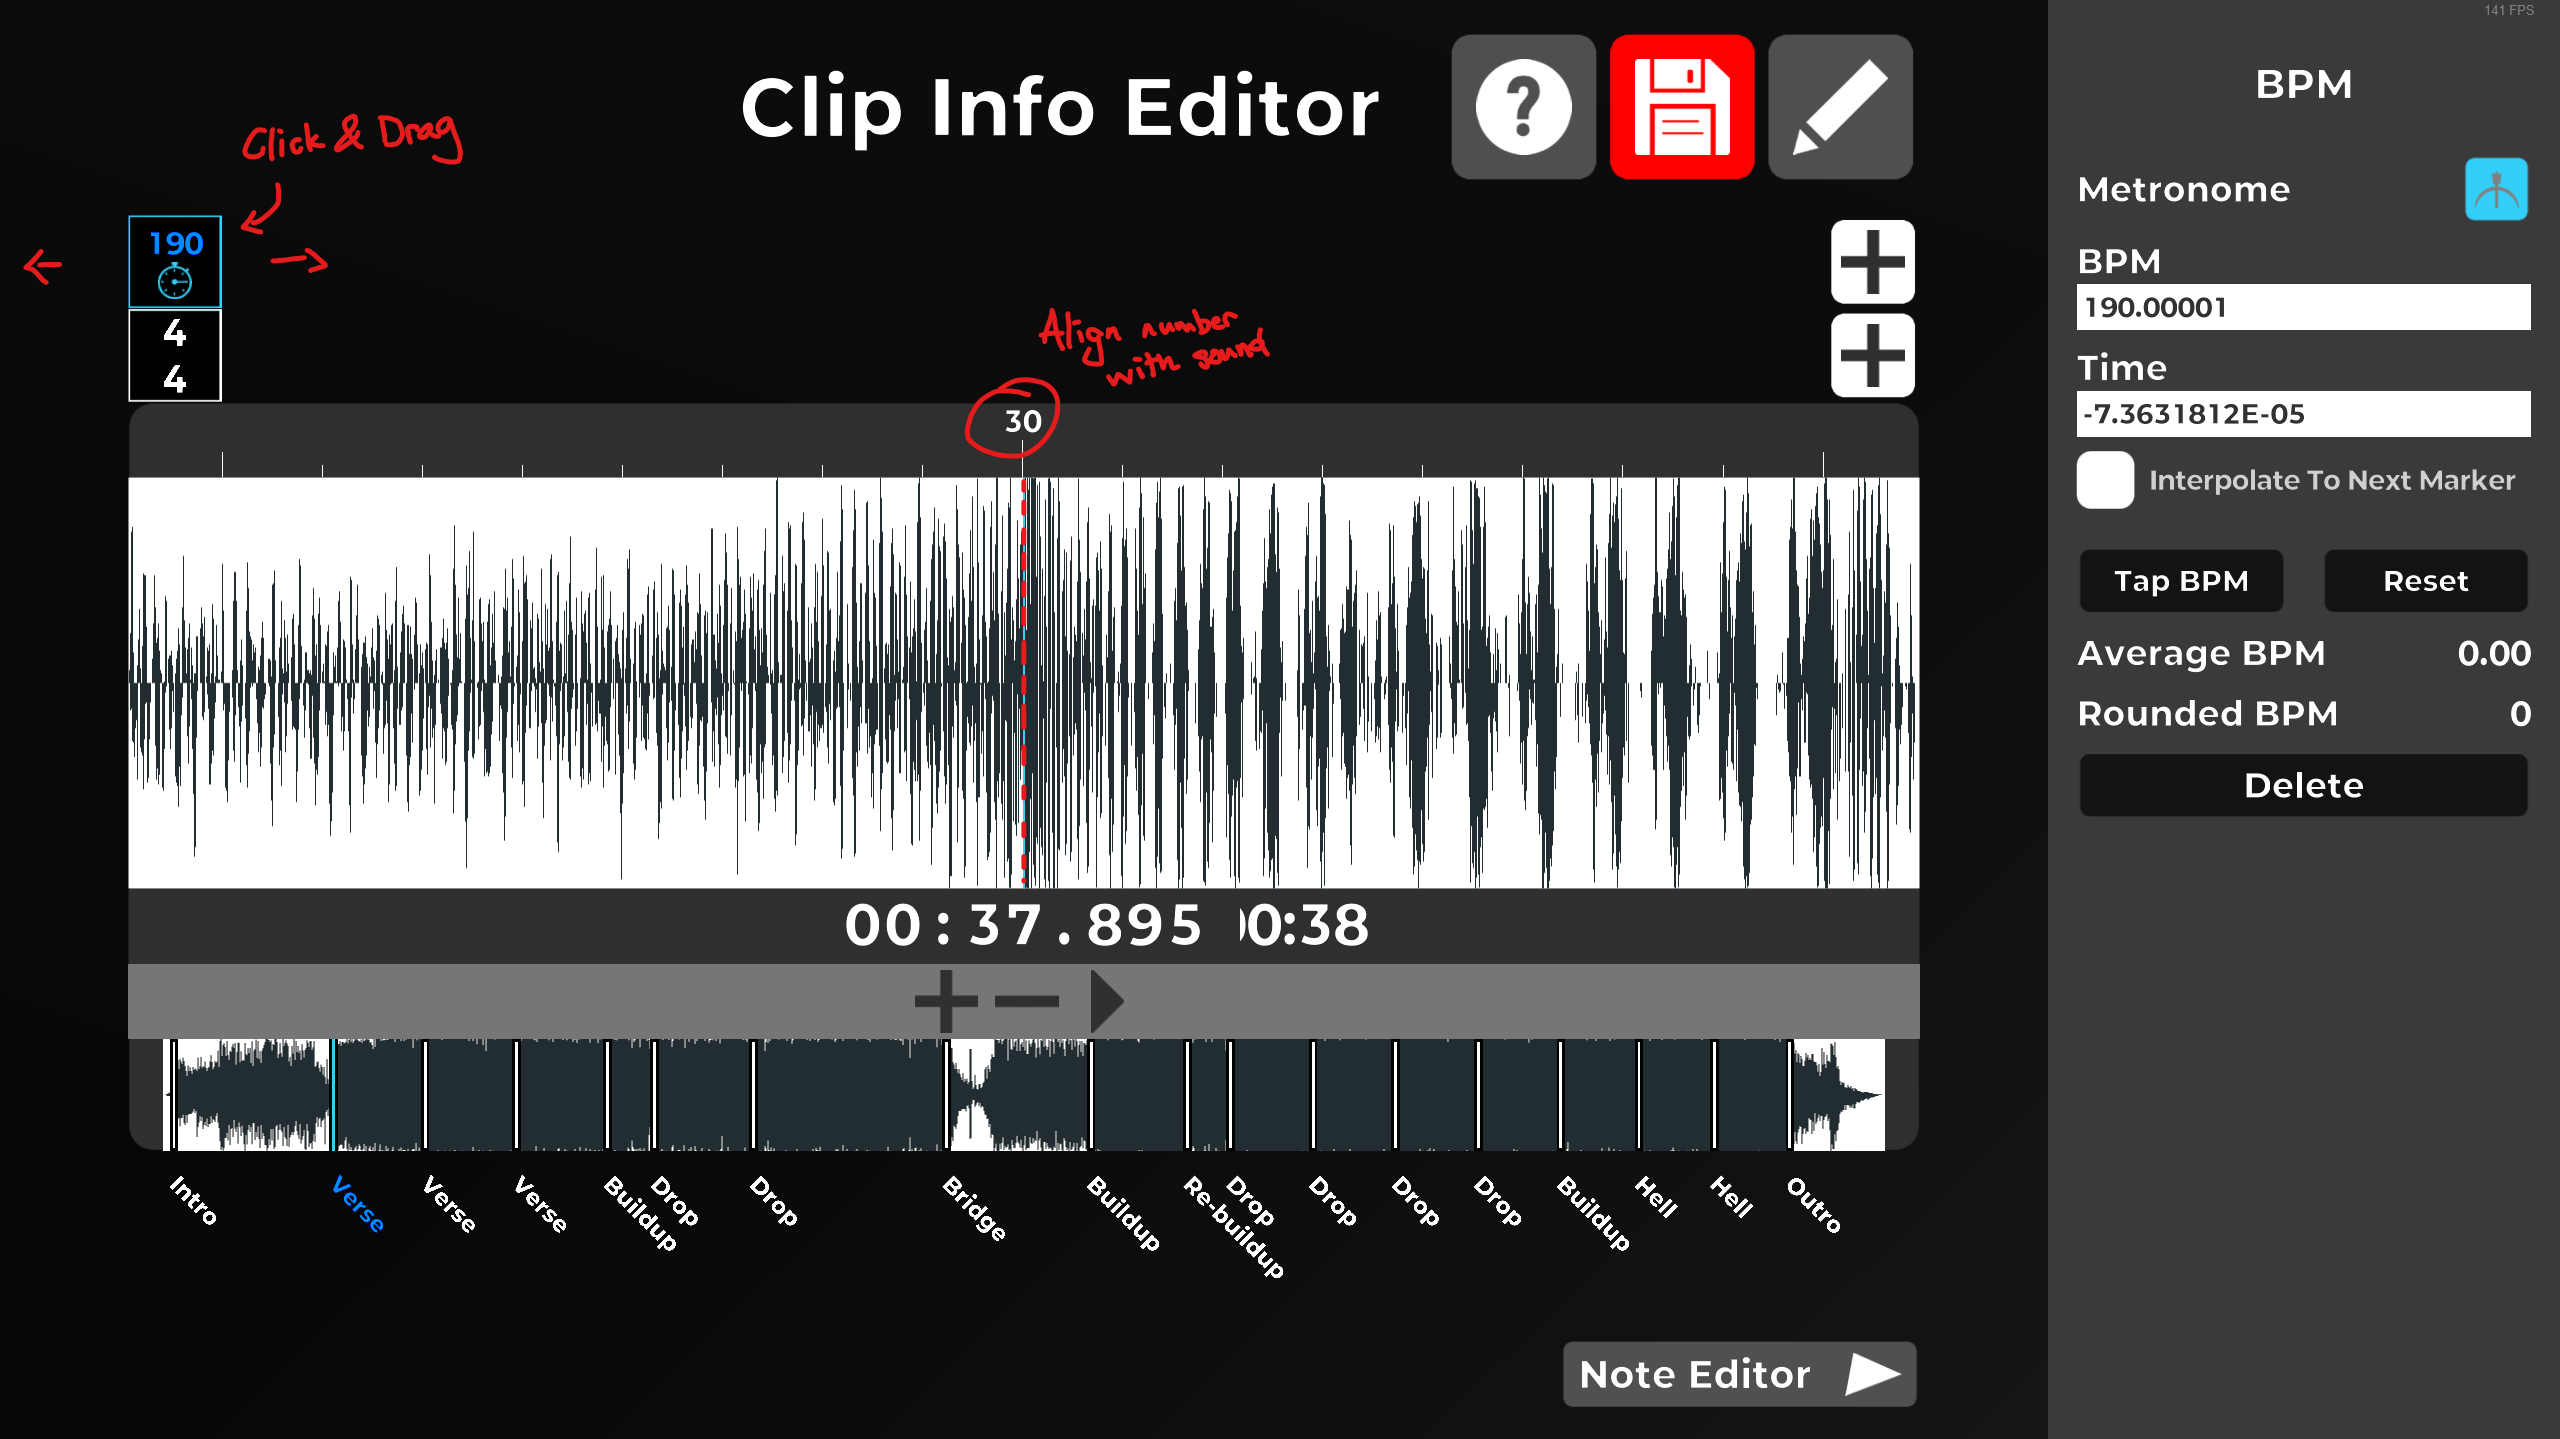 141 FPS
Clip Info Editor
Click & Drag
190
4
4
Align number
with sound
30
00:37.895
00:38
Intro
Verse
Verse
Verse
Buildup
Drop
Drop
Bridge
Buildup
Re-buildup
Drop
Drop
Drop
Drop
Buildup
Hell
Hell
Outro
Note Editor
BPM
Metronome
BPM
190.00001
Time
-7.3631812E-05
Interpolate To Next Marker
Tap BPM
Reset
Average BPM 0.00
Rounded BPM 0
Delete